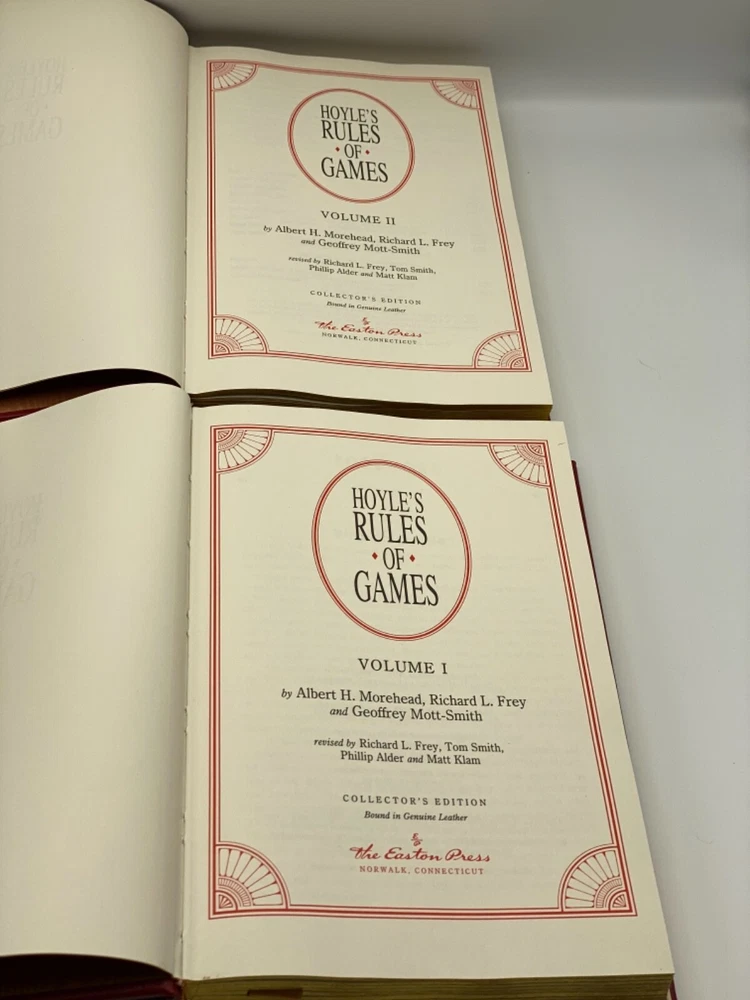 HOYLE'S
RULES
• OF •
GAMES
VOLUME II
by Albert H. Morehead, Richard L. Frey
and Geoffrey Mott-Smith
revised by Richard L. Frey, Tom Smith,
Phillip Alder and Matt Klam
COLLECTOR'S EDITION
Bound in Genuine Leather
The Easton Press
NORWALK, CONNECTICUT
HOYLE'S
RULES
• OF •
GAMES
VOLUME I
by Albert H. Morehead, Richard L. Frey
and Geoffrey Mott-Smith
revised by Richard L. Frey, Tom Smith,
Phillip Alder and Matt Klam
COLLECTOR'S EDITION
Bound in Genuine Leather
The Easton Press
NORWALK, CONNECTICUT